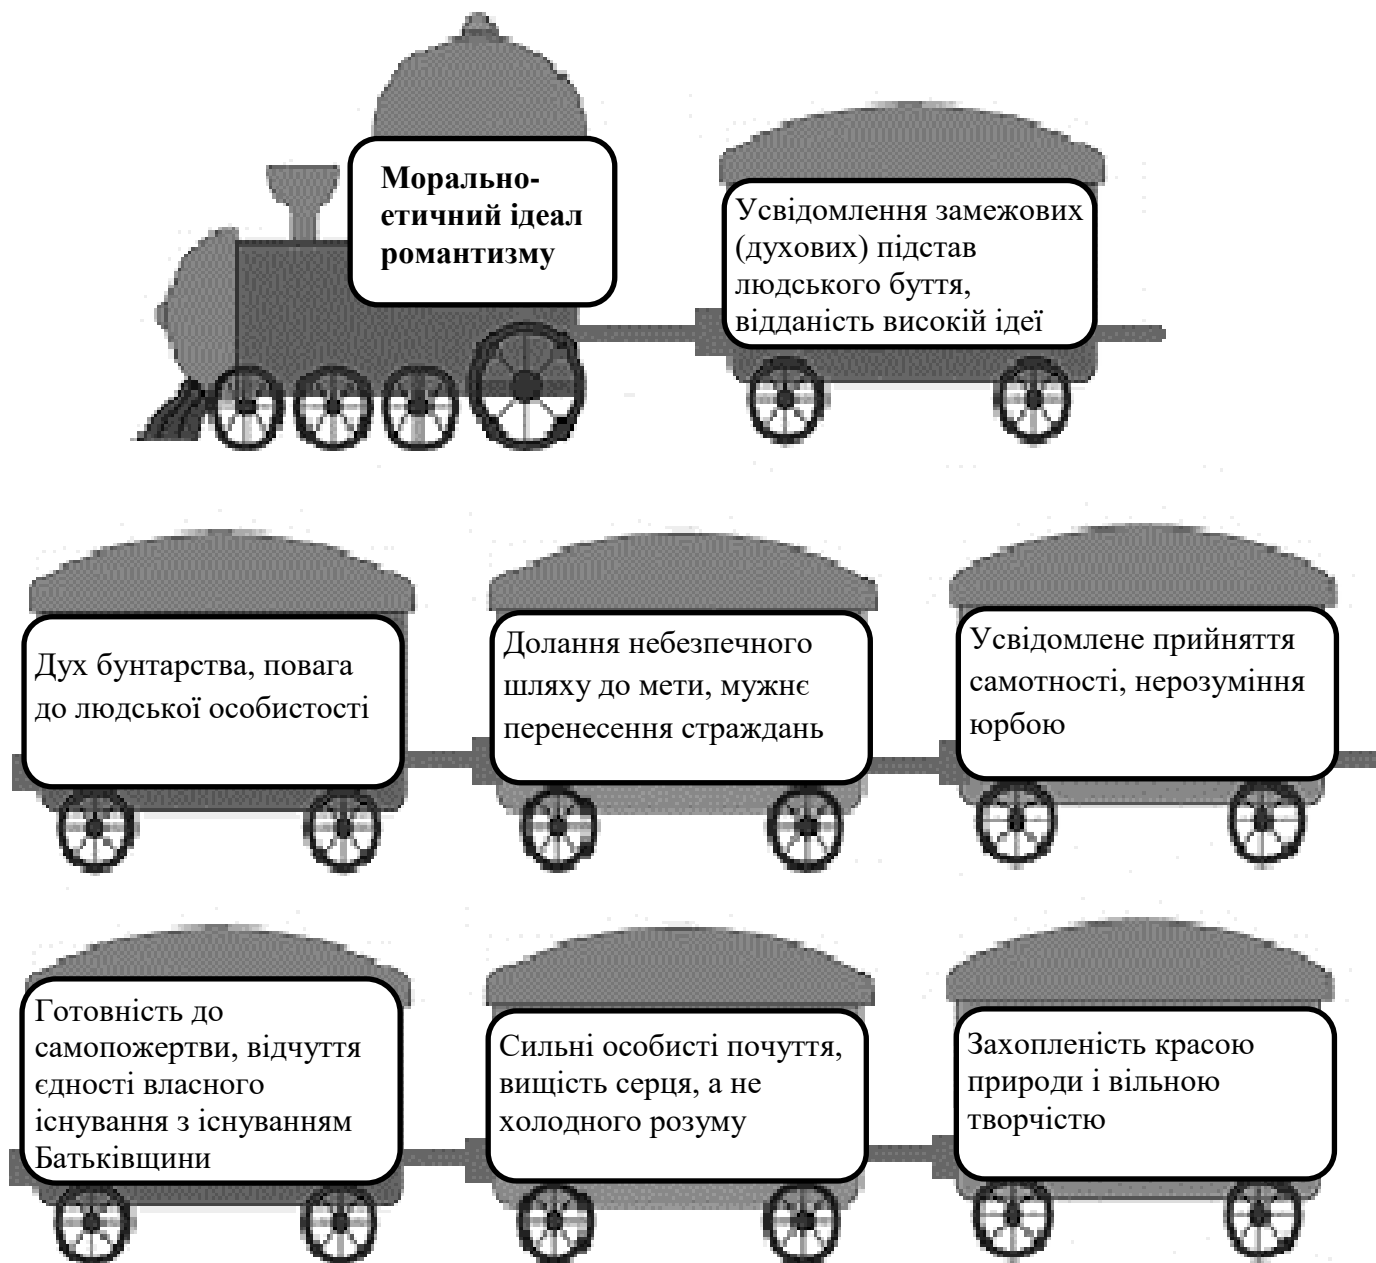 Морально-
етичний ідеал
романтизму
Усвідомлення замежових
(духових) підстав
людського буття,
відданість високій ідеї
Дух бунтарства, повага
до людської особистості
Долання небезпечного
шляху до мети, мужнє
перенесення страждань
Усвідомлене прийняття
самотності, нерозуміння
юрбою
Готовність до
самопожертви, відчуття
єдності власного
існування з існуванням
Батьківщини
Сильні особисті почуття,
вищість серця, а не
холодного розуму
Захопленість красою
природи і вільною
творчістю